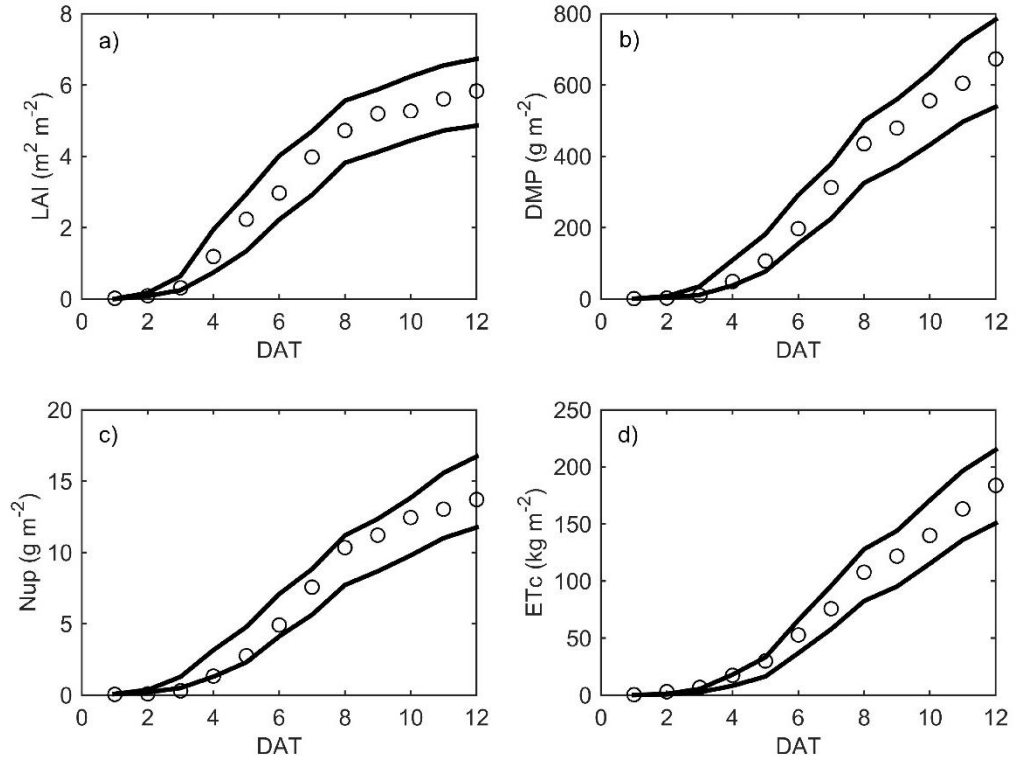 a)
8
6
4
2
0
LAI (m² m⁻²)
0 2 4 6 8 10 12
DAT
b)
800
600
400
200
0
DMP (g m⁻²)
0 2 4 6 8 10 12
DAT
c)
20
15
10
5
0
Nup (g m⁻²)
0 2 4 6 8 10 12
DAT
d)
250
200
150
100
50
0
ETc (kg m⁻²)
0 2 4 6 8 10 12
DAT